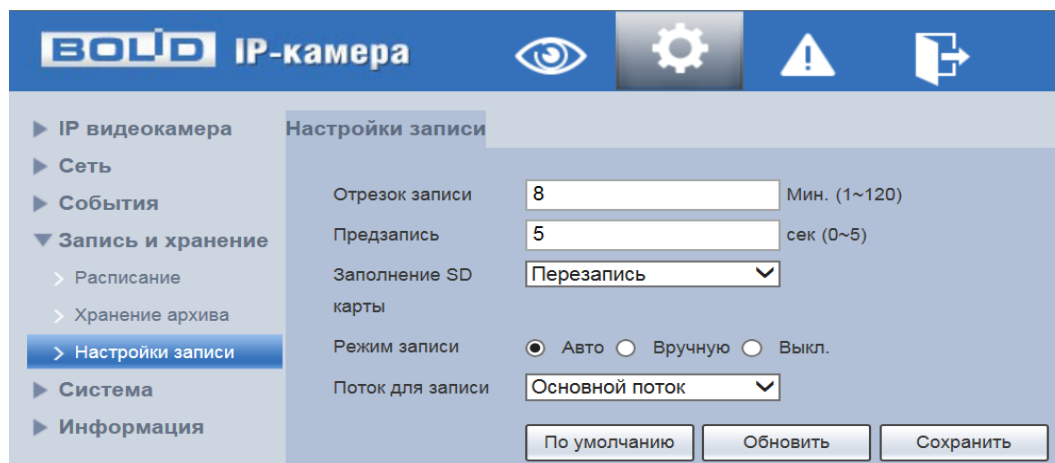 BOLID IP-камера
IP видеокамера
Сеть
События
Запись и хранение
Расписание
Хранение архива
Настройки записи
Система
Информация
Настройки записи
Отрезок записи 8 Мин. (1~120)
Предзапись 5 сек (0~5)
Заполнение SD Перезапись
карты
Режим записи Авто Вручную Выкл.
Поток для записи Основной поток
По умолчанию Обновить Сохранить